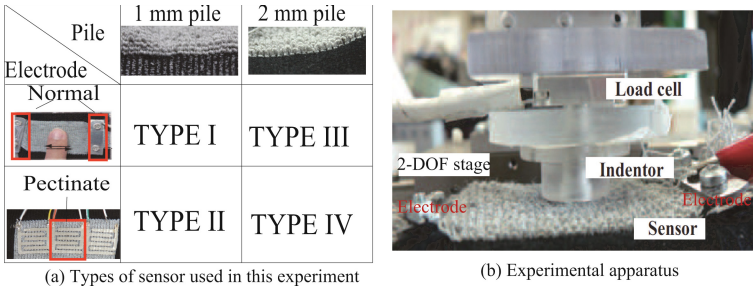 1 mm pile 2 mm pile
Pile
Electrode
Normal
TYPE I TYPE III
Pectinate
TYPE II TYPE IV
(a) Types of sensor used in this experiment
Load cell
2-DOF stage
Indentor
Electrode Electrode
Sensor
(b) Experimental apparatus